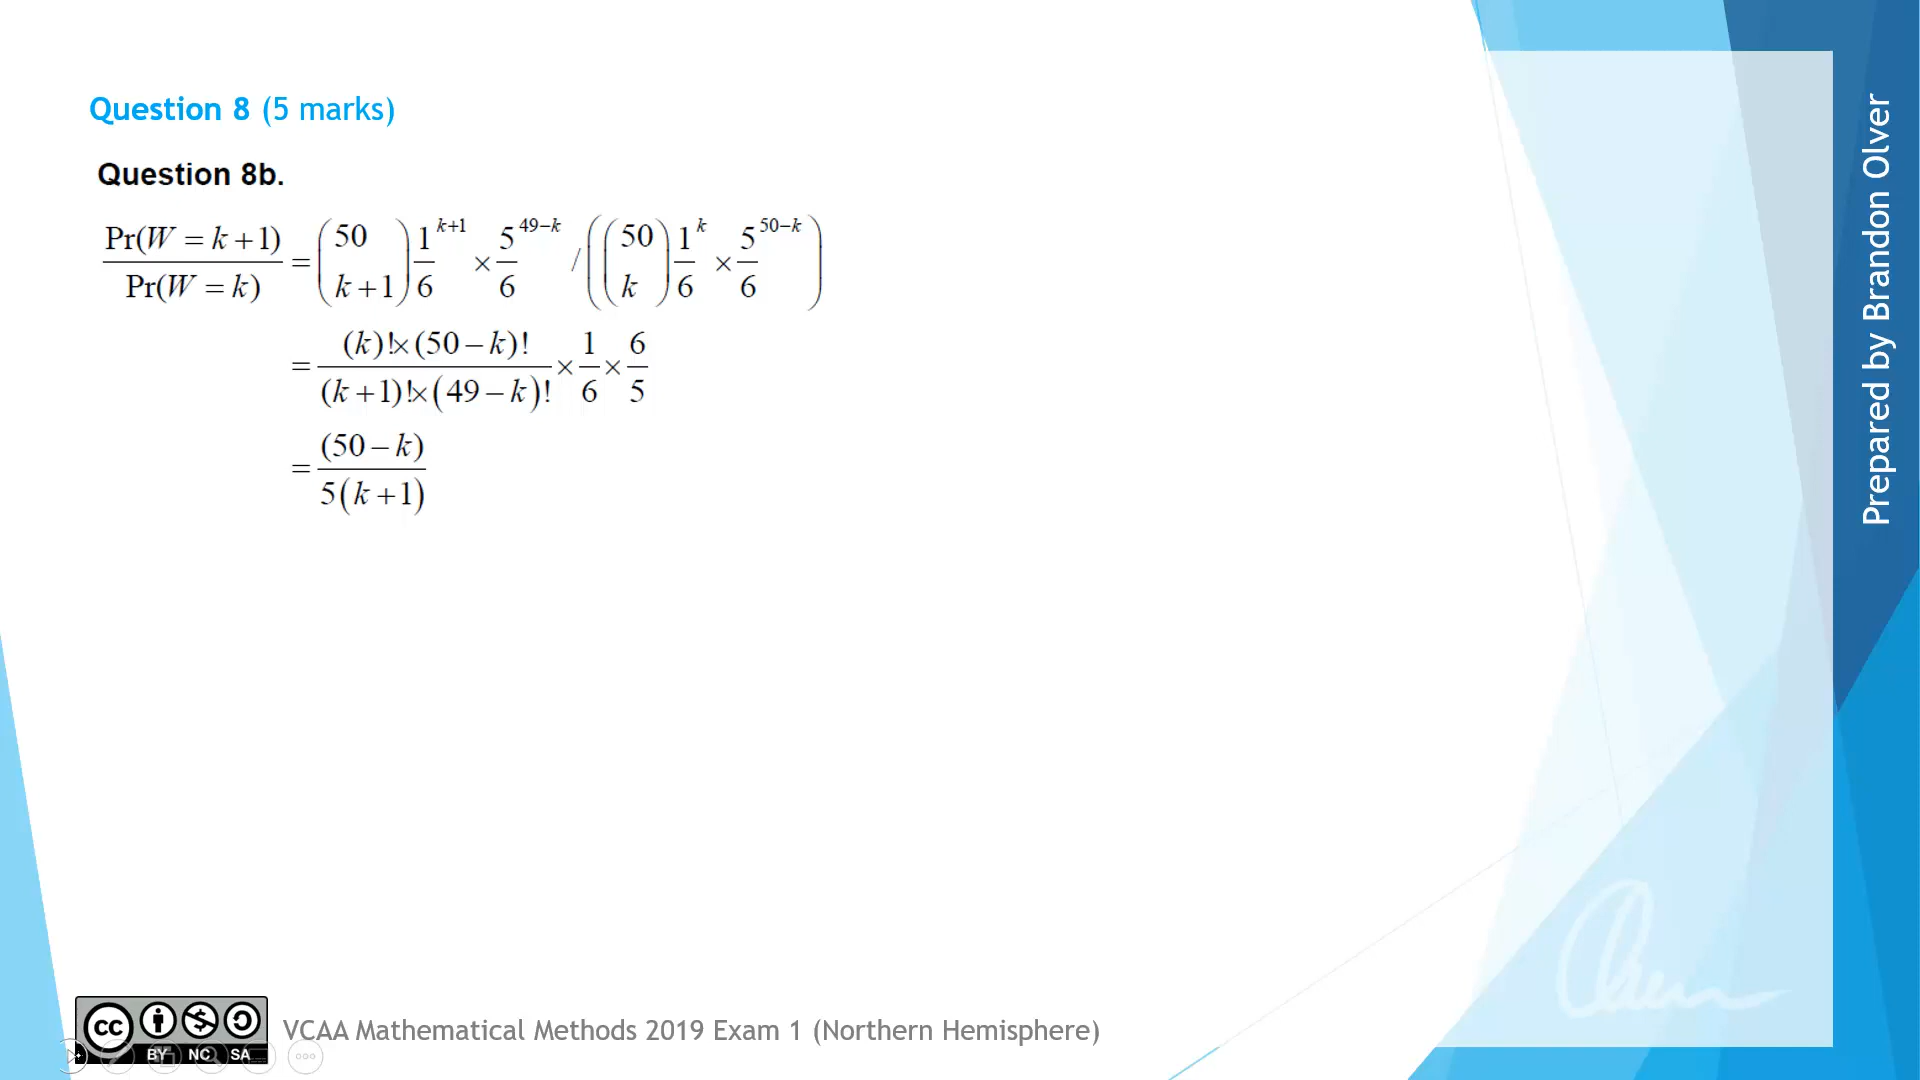 Question 8 (5 marks)
Question 8b.
Pr(W = k + 1) / Pr(W = k) = (50 k + 1) 1/6^(k+1) × 5/6^(49−k) / ((50 k) 1/6^k × 5/6^(50−k))
= (k)!×(50 − k)! / (k + 1)!×(49 − k)! × 1/6 × 6/5
= (50 − k) / 5(k + 1)
Prepared by Brandon Olver
cc BY NC SA
VCAA Mathematical Methods 2019 Exam 1 (Northern Hemisphere)